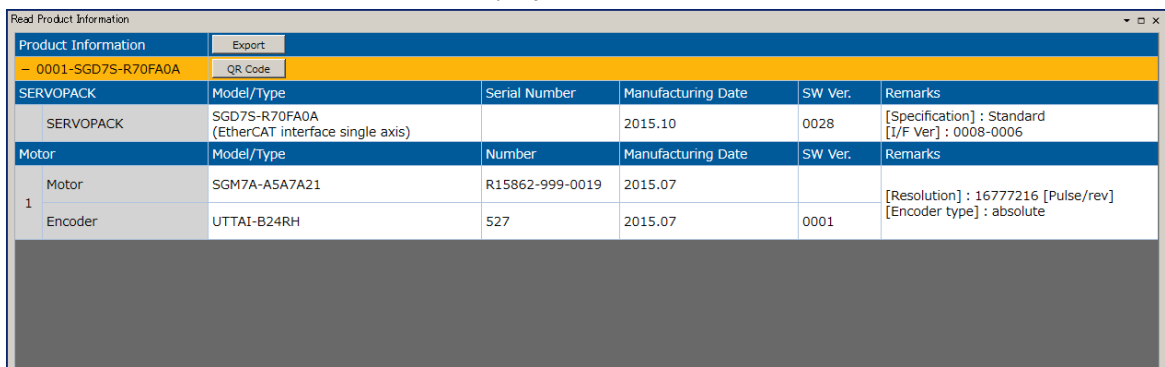 Read Product Information
Product Information Export
− 0001-SGD7S-R70FA0A QR Code
SERVOPACK Model/Type Serial Number Manufacturing Date SW Ver. Remarks
SERVOPACK SGD7S-R70FA0A (EtherCAT interface single axis) 2015.10 0028 [Specification] : Standard
[I/F Ver] : 0008-0006
Motor Model/Type Number Manufacturing Date SW Ver. Remarks
1
Motor SGM7A-A5A7A21 R15862-999-0019 2015.07
[Resolution] : 16777216 [Pulse/rev]
[Encoder type] : absolute
Encoder UTTAI-B24RH 527 2015.07 0001